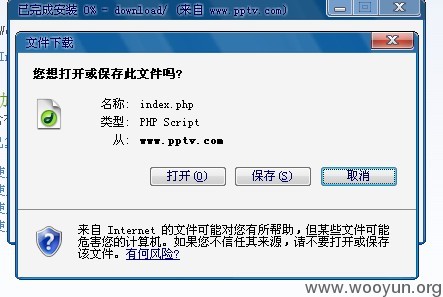 已完成安装 0% - download/ (来自 www.pptv.com)
文件下载
您想打开或保存此文件吗?
名称: index.php
类型: PHP Script
从: www.pptv.com
打开(O) 保存(S) 取消
来自 Internet 的文件可能对您有所帮助,但某些文件可能
危害您的计算机。如果您不信任其来源,请不要打开或保存
该文件。有何风险?
www.wooyun.org